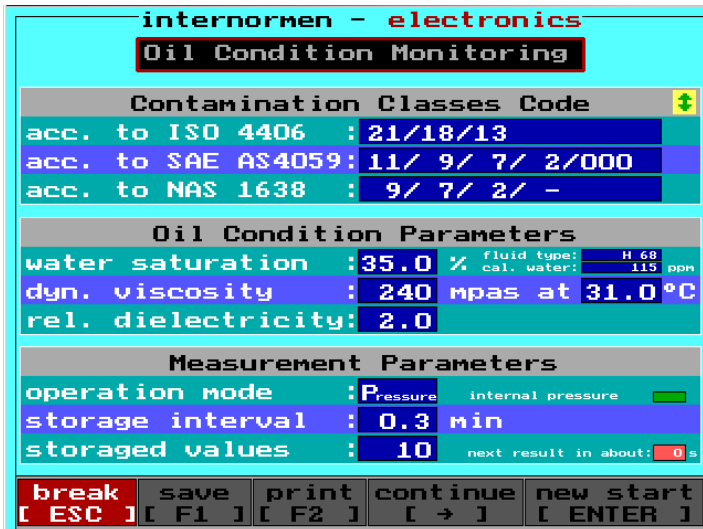 internormen - electronics
Oil Condition Monitoring
Contamination Classes Code
acc. to ISO 4406 : 21/18/13
acc. to SAE AS4059: 11/ 9/ 7/ 2/000
acc. to NAS 1638 : 9/ 7/ 2/ -
Oil Condition Parameters
water saturation :35.0 % fluid type: H 68
cal. water: 115 ppm
dyn. viscosity : 240 mpas at 31.0 °C
rel. dielectricity: 2.0
Measurement Parameters
operation mode :Pressure internal pressure
storage interval : 0.3 min
storaged values : 10 next result in about: 0 s
break save print continue new start
[ ESC ] [ F1 ] [ F2 ] [ → ] [ ENTER ]